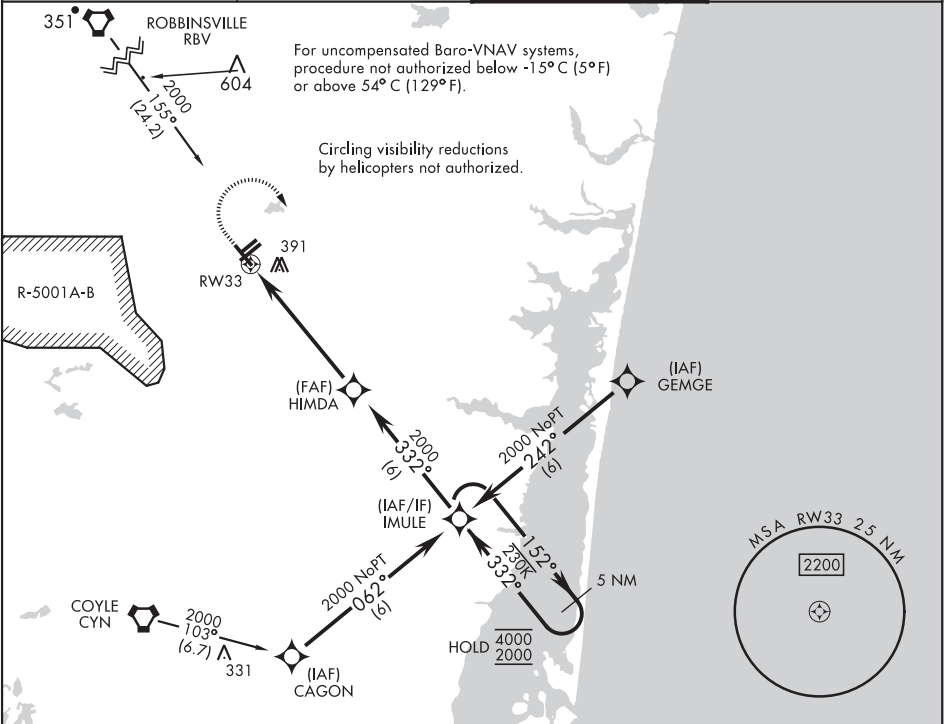 351
ROBBINSVILLE
RBV
604
2000
155°
(24.2)
For uncompensated Baro-VNAV systems,
procedure not authorized below -15°C (5°F)
or above 54°C (129°F).
Circling visibility reductions
by helicopters not authorized.
391
RW33
R-5001A-B
(FAF)
HIMDA
(IAF)
GEMGE
2000 NoPT
242°
(6)
2000
332°
(6)
(IAF/IF)
IMULE
152°
230K
332°
5 NM
HOLD
4000
2000
2000 NoPT
062°
(6)
COYLE
CYN
2000
103°
(6.7)
331
(IAF)
CAGON
MSA RW33 25 NM
2200